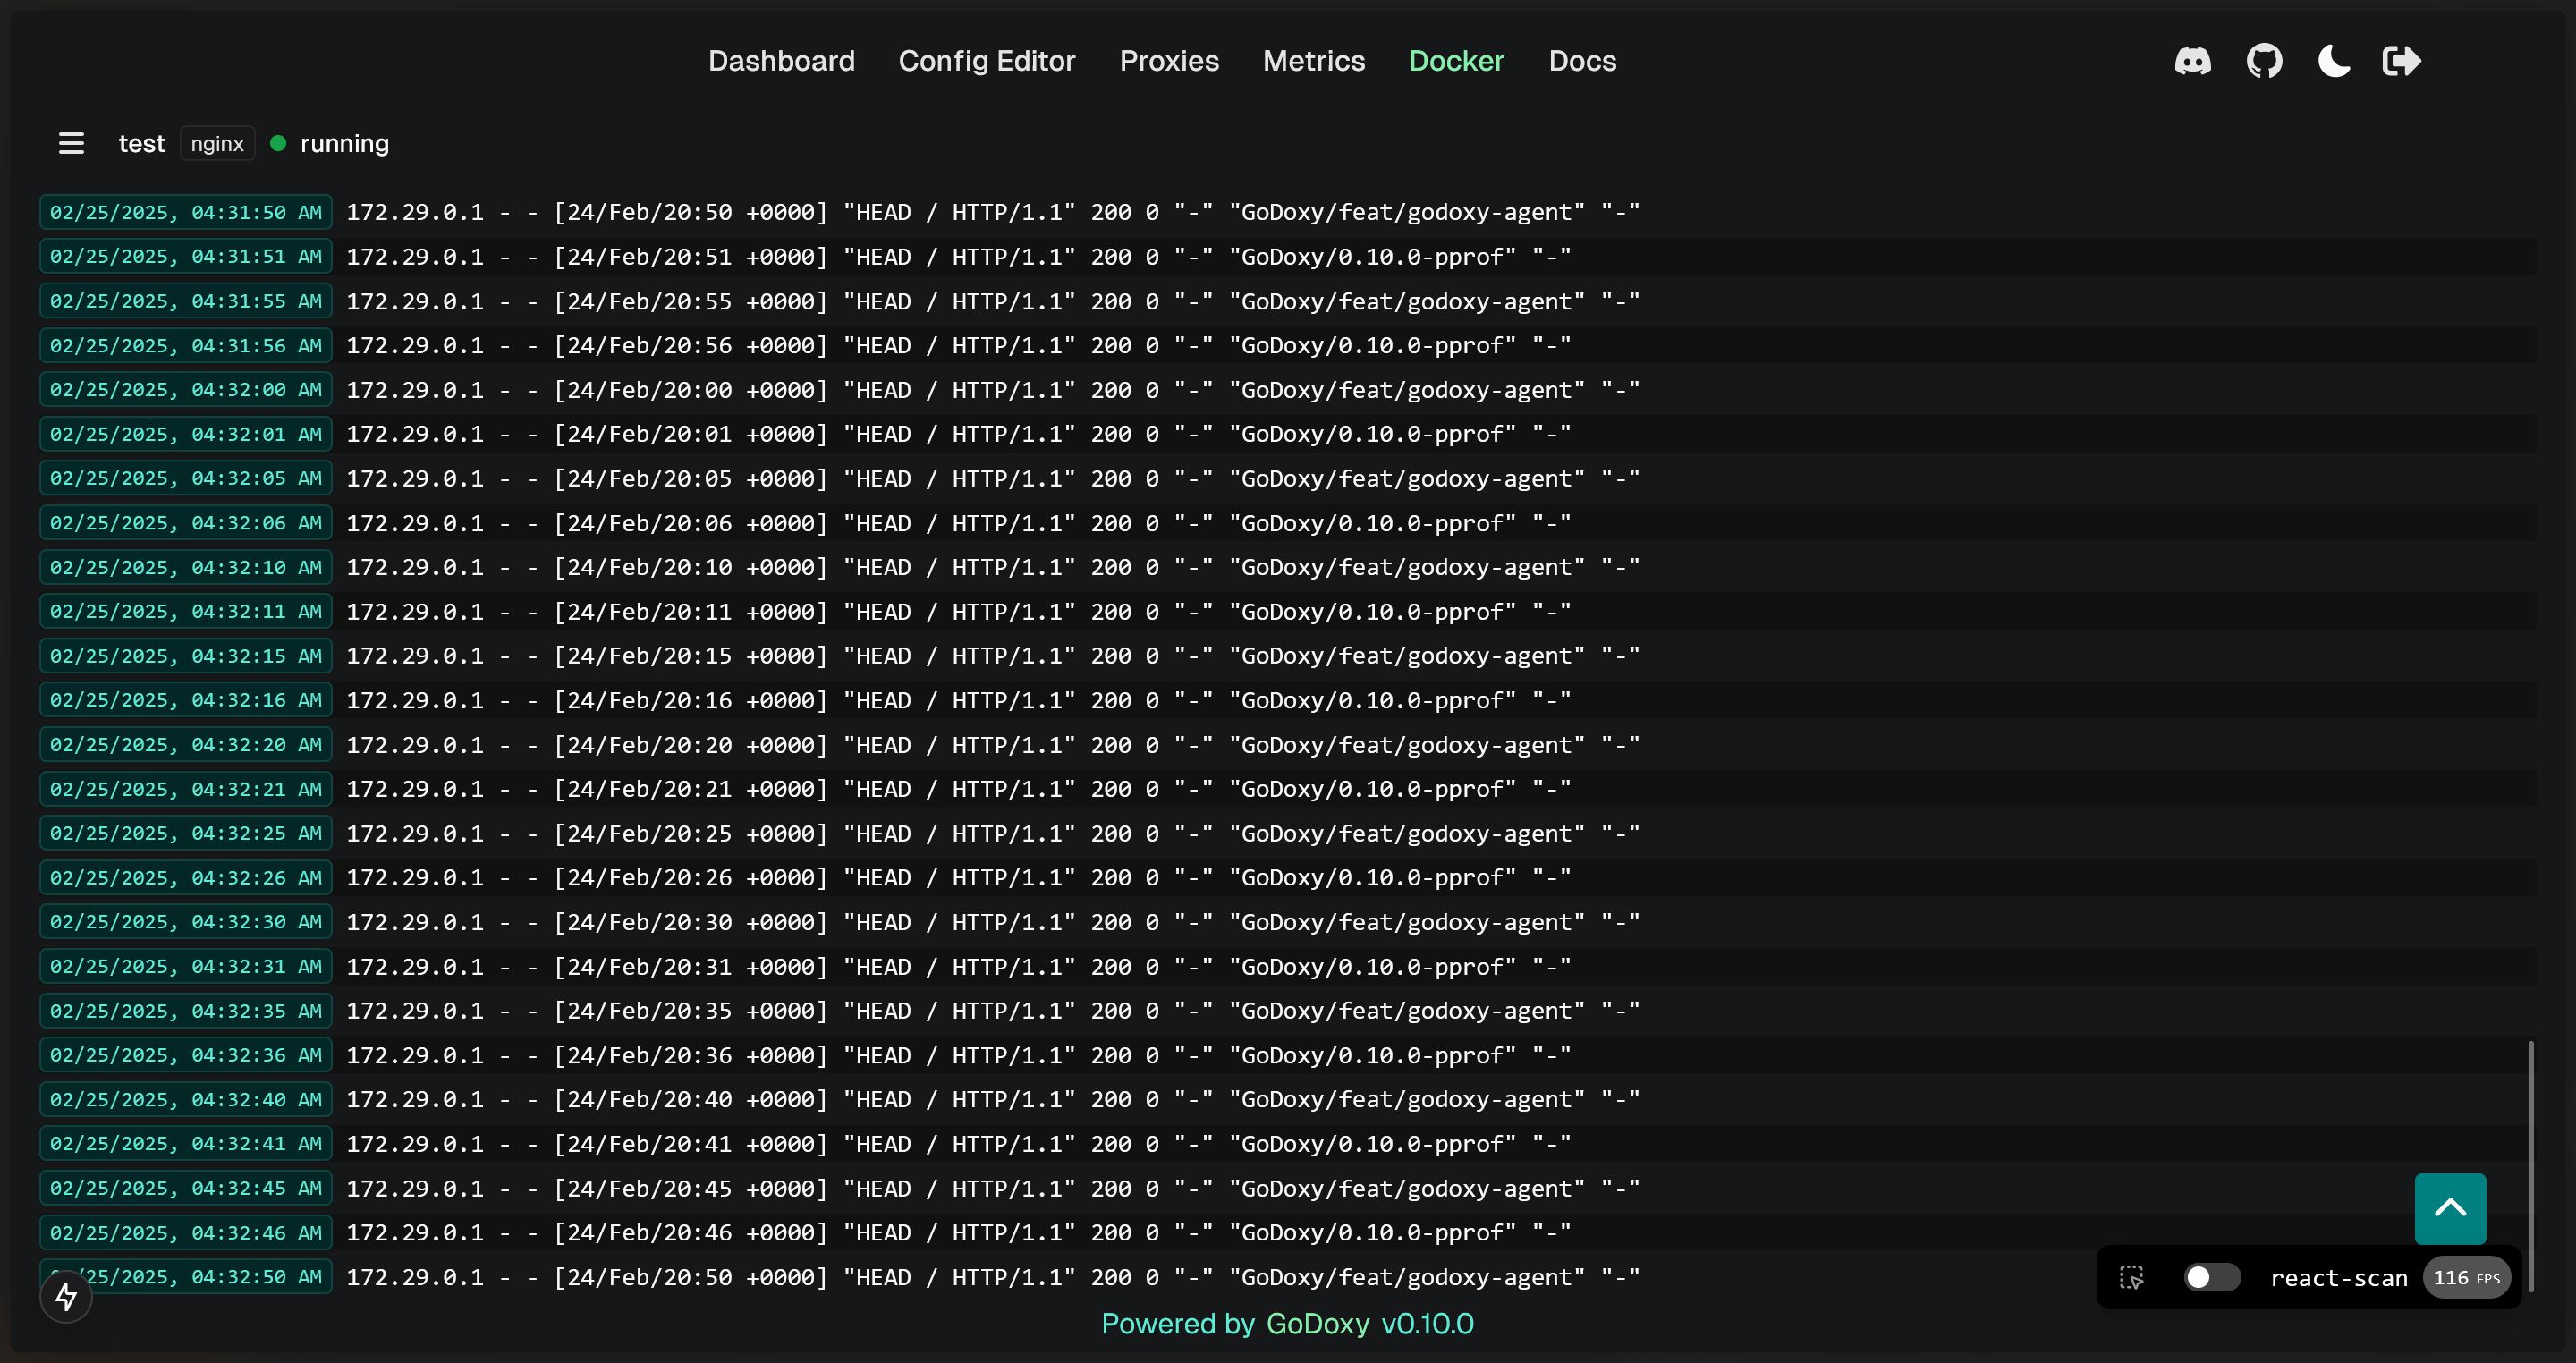 Dashboard Config Editor Proxies Metrics Docker Docs
test nginx running
02/25/2025, 04:31:50 AM 172.29.0.1 - - [24/Feb/20:50 +0000] "HEAD / HTTP/1.1" 200 0 "-" "GoDoxy/feat/godoxy-agent" "-"
02/25/2025, 04:31:51 AM 172.29.0.1 - - [24/Feb/20:51 +0000] "HEAD / HTTP/1.1" 200 0 "-" "GoDoxy/0.10.0-pprof" "-"
02/25/2025, 04:31:55 AM 172.29.0.1 - - [24/Feb/20:55 +0000] "HEAD / HTTP/1.1" 200 0 "-" "GoDoxy/feat/godoxy-agent" "-"
02/25/2025, 04:31:56 AM 172.29.0.1 - - [24/Feb/20:56 +0000] "HEAD / HTTP/1.1" 200 0 "-" "GoDoxy/0.10.0-pprof" "-"
02/25/2025, 04:32:00 AM 172.29.0.1 - - [24/Feb/20:00 +0000] "HEAD / HTTP/1.1" 200 0 "-" "GoDoxy/feat/godoxy-agent" "-"
02/25/2025, 04:32:01 AM 172.29.0.1 - - [24/Feb/20:01 +0000] "HEAD / HTTP/1.1" 200 0 "-" "GoDoxy/0.10.0-pprof" "-"
02/25/2025, 04:32:05 AM 172.29.0.1 - - [24/Feb/20:05 +0000] "HEAD / HTTP/1.1" 200 0 "-" "GoDoxy/feat/godoxy-agent" "-"
02/25/2025, 04:32:06 AM 172.29.0.1 - - [24/Feb/20:06 +0000] "HEAD / HTTP/1.1" 200 0 "-" "GoDoxy/0.10.0-pprof" "-"
02/25/2025, 04:32:10 AM 172.29.0.1 - - [24/Feb/20:10 +0000] "HEAD / HTTP/1.1" 200 0 "-" "GoDoxy/feat/godoxy-agent" "-"
02/25/2025, 04:32:11 AM 172.29.0.1 - - [24/Feb/20:11 +0000] "HEAD / HTTP/1.1" 200 0 "-" "GoDoxy/0.10.0-pprof" "-"
02/25/2025, 04:32:15 AM 172.29.0.1 - - [24/Feb/20:15 +0000] "HEAD / HTTP/1.1" 200 0 "-" "GoDoxy/feat/godoxy-agent" "-"
02/25/2025, 04:32:16 AM 172.29.0.1 - - [24/Feb/20:16 +0000] "HEAD / HTTP/1.1" 200 0 "-" "GoDoxy/0.10.0-pprof" "-"
02/25/2025, 04:32:20 AM 172.29.0.1 - - [24/Feb/20:20 +0000] "HEAD / HTTP/1.1" 200 0 "-" "GoDoxy/feat/godoxy-agent" "-"
02/25/2025, 04:32:21 AM 172.29.0.1 - - [24/Feb/20:21 +0000] "HEAD / HTTP/1.1" 200 0 "-" "GoDoxy/0.10.0-pprof" "-"
02/25/2025, 04:32:25 AM 172.29.0.1 - - [24/Feb/20:25 +0000] "HEAD / HTTP/1.1" 200 0 "-" "GoDoxy/feat/godoxy-agent" "-"
02/25/2025, 04:32:26 AM 172.29.0.1 - - [24/Feb/20:26 +0000] "HEAD / HTTP/1.1" 200 0 "-" "GoDoxy/0.10.0-pprof" "-"
02/25/2025, 04:32:30 AM 172.29.0.1 - - [24/Feb/20:30 +0000] "HEAD / HTTP/1.1" 200 0 "-" "GoDoxy/feat/godoxy-agent" "-"
02/25/2025, 04:32:31 AM 172.29.0.1 - - [24/Feb/20:31 +0000] "HEAD / HTTP/1.1" 200 0 "-" "GoDoxy/0.10.0-pprof" "-"
02/25/2025, 04:32:35 AM 172.29.0.1 - - [24/Feb/20:35 +0000] "HEAD / HTTP/1.1" 200 0 "-" "GoDoxy/feat/godoxy-agent" "-"
02/25/2025, 04:32:36 AM 172.29.0.1 - - [24/Feb/20:36 +0000] "HEAD / HTTP/1.1" 200 0 "-" "GoDoxy/0.10.0-pprof" "-"
02/25/2025, 04:32:40 AM 172.29.0.1 - - [24/Feb/20:40 +0000] "HEAD / HTTP/1.1" 200 0 "-" "GoDoxy/feat/godoxy-agent" "-"
02/25/2025, 04:32:41 AM 172.29.0.1 - - [24/Feb/20:41 +0000] "HEAD / HTTP/1.1" 200 0 "-" "GoDoxy/0.10.0-pprof" "-"
02/25/2025, 04:32:45 AM 172.29.0.1 - - [24/Feb/20:45 +0000] "HEAD / HTTP/1.1" 200 0 "-" "GoDoxy/feat/godoxy-agent" "-"
02/25/2025, 04:32:46 AM 172.29.0.1 - - [24/Feb/20:46 +0000] "HEAD / HTTP/1.1" 200 0 "-" "GoDoxy/0.10.0-pprof" "-"
/25/2025, 04:32:50 AM 172.29.0.1 - - [24/Feb/20:50 +0000] "HEAD / HTTP/1.1" 200 0 "-" "GoDoxy/feat/godoxy-agent" "-"
react-scan 116 FPS
Powered by GoDoxy v0.10.0